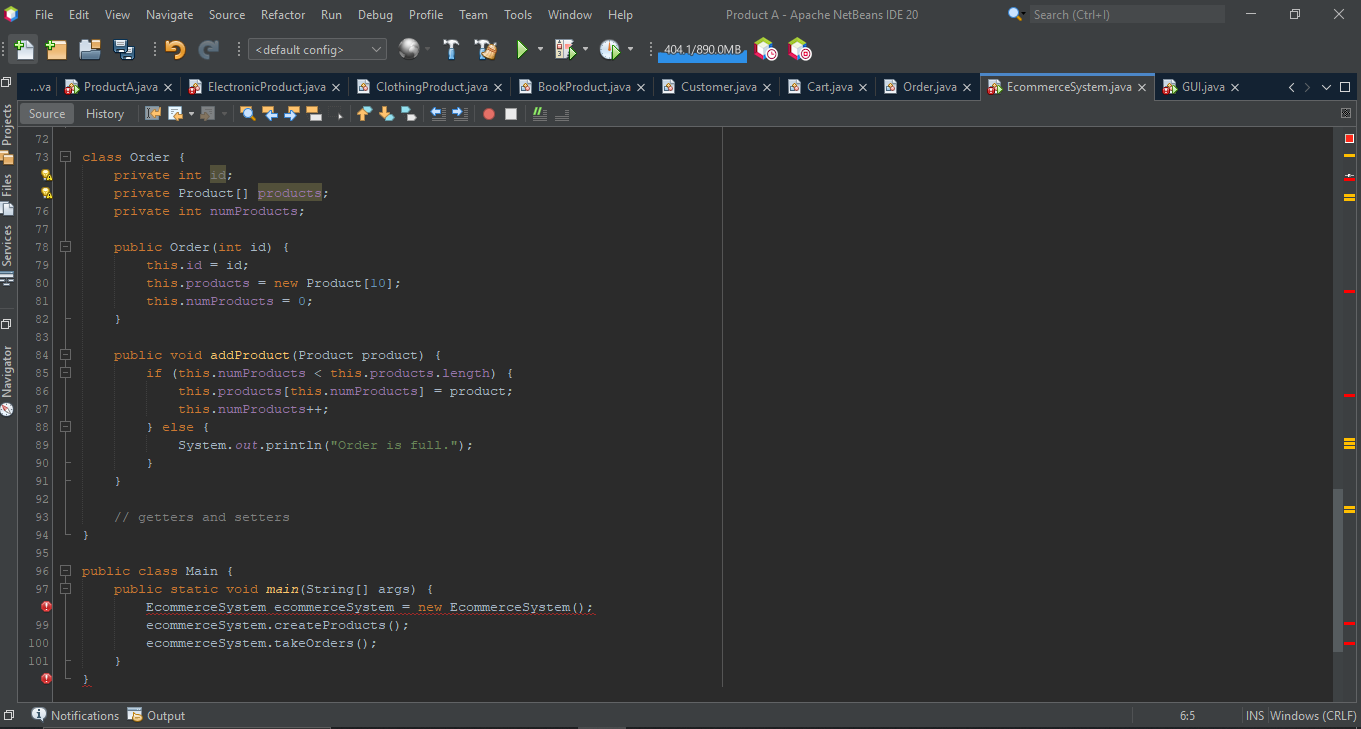 File Edit View Navigate Source Refactor Run Debug Profile Team Tools Window Help Product A - Apache NetBeans IDE 20 Search (Ctrl+I)
<default config> 404.1/890.0MB
...va ProductA.java ElectronicProduct.java ClothingProduct.java BookProduct.java Customer.java Cart.java Order.java EcommerceSystem.java GUI.java
Source History
Projects
Files
Services
Navigator
72
73 class Order {
private int id;
private Product[] products;
76 private int numProducts;
77
78 public Order(int id) {
79 this.id = id;
80 this.products = new Product[10];
81 this.numProducts = 0;
82 }
83
84 public void addProduct(Product product) {
85 if (this.numProducts < this.products.length) {
86 this.products[this.numProducts] = product;
87 this.numProducts++;
88 } else {
89 System.out.println("Order is full.");
90 }
91 }
92
93 // getters and setters
94 }
95
96 public class Main {
97 public static void main(String[] args) {
EcommerceSystem ecommerceSystem = new EcommerceSystem();
99 ecommerceSystem.createProducts();
100 ecommerceSystem.takeOrders();
101 }
}
Notifications Output 6:5 INS Windows (CRLF)